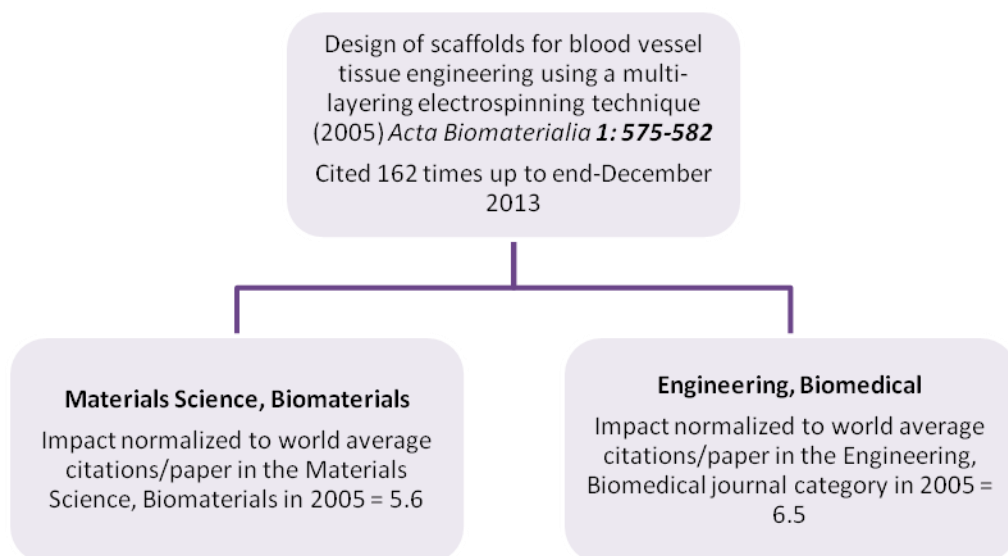 Design of scaffolds for blood vessel
tissue engineering using a multi-
layering electrospinning technique
(2005) Acta Biomaterialia 1: 575-582
Cited 162 times up to end-December
2013
Materials Science, Biomaterials
Impact normalized to world average
citations/paper in the Materials
Science, Biomaterials in 2005 = 5.6
Engineering, Biomedical
Impact normalized to world average
citations/paper in the Engineering,
Biomedical journal category in 2005 =
6.5